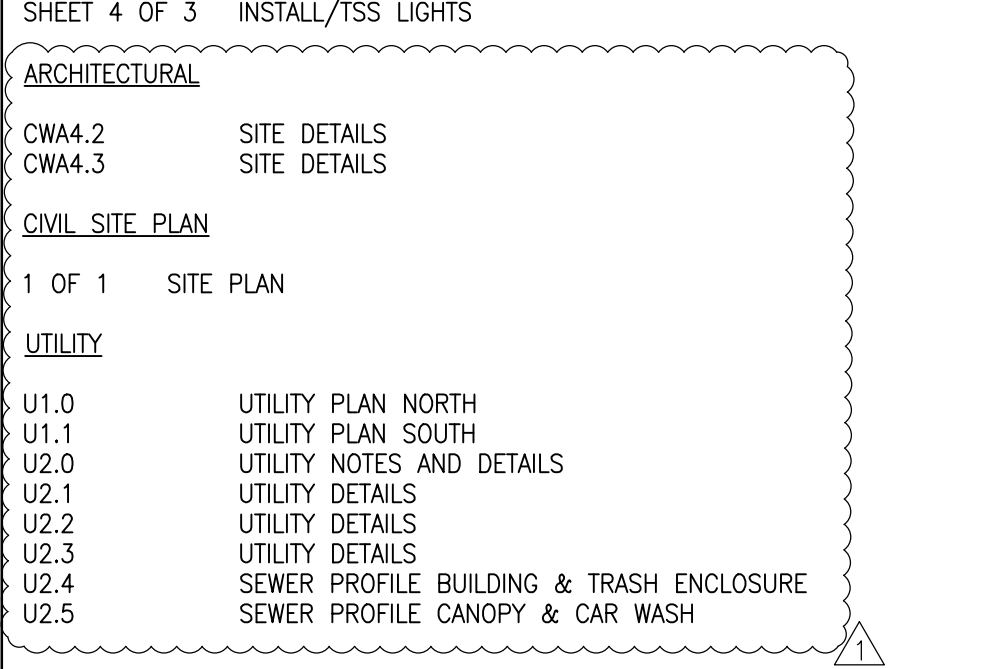 SHEET 4 OF 3 INSTALL/TSS LIGHTS
ARCHITECTURAL
CWA4.2 SITE DETAILS
CWA4.3 SITE DETAILS
CIVIL SITE PLAN
1 OF 1 SITE PLAN
UTILITY
U1.0 UTILITY PLAN NORTH
U1.1 UTILITY PLAN SOUTH
U2.0 UTILITY NOTES AND DETAILS
U2.1 UTILITY DETAILS
U2.2 UTILITY DETAILS
U2.3 UTILITY DETAILS
U2.4 SEWER PROFILE BUILDING & TRASH ENCLOSURE
U2.5 SEWER PROFILE CANOPY & CAR WASH
1